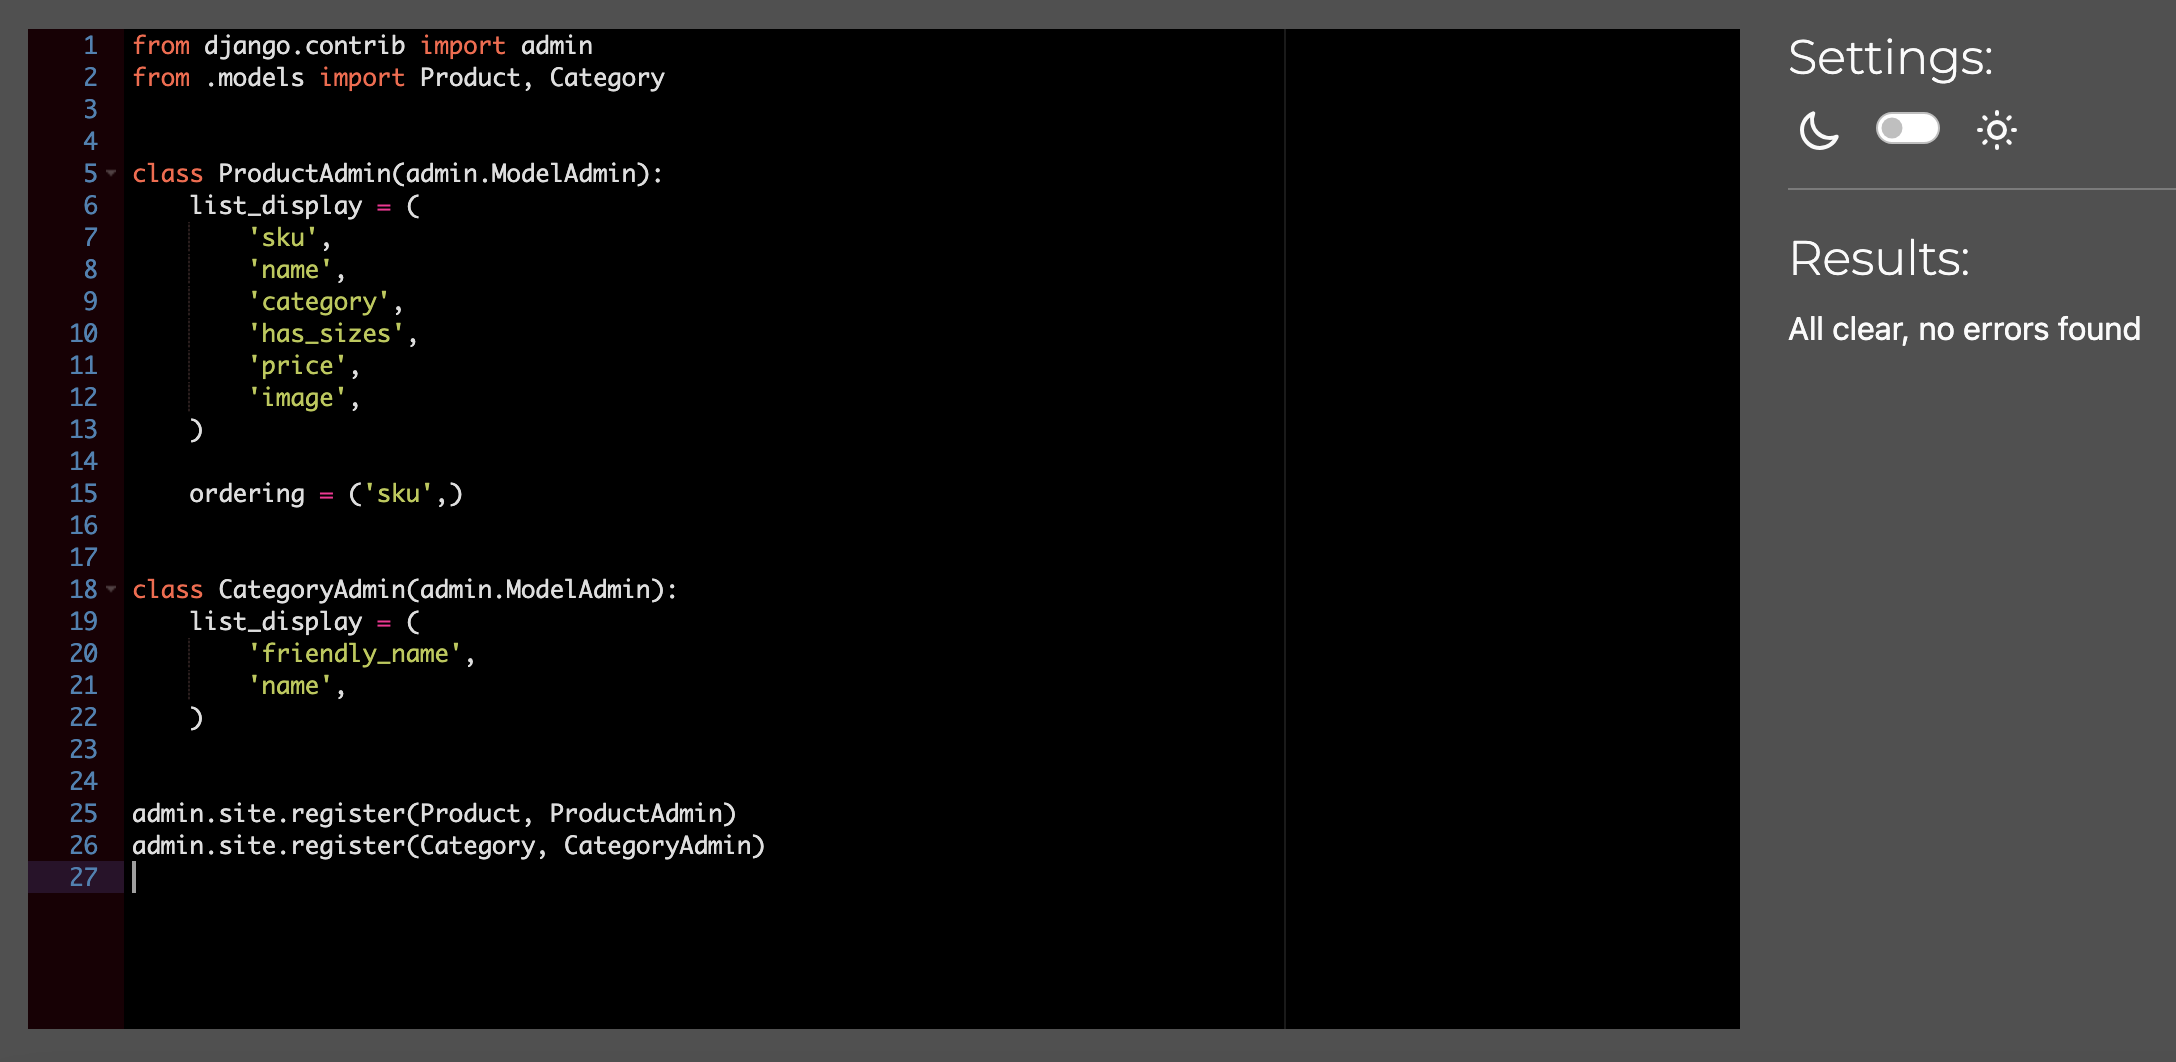 1 from django.contrib import admin
2 from .models import Product, Category
3
4
5 class ProductAdmin(admin.ModelAdmin):
6     list_display = (
7         'sku',
8         'name',
9         'category',
10         'has_sizes',
11         'price',
12         'image',
13     )
14
15     ordering = ('sku',)
16
17
18 class CategoryAdmin(admin.ModelAdmin):
19     list_display = (
20         'friendly_name',
21         'name',
22     )
23
24
25 admin.site.register(Product, ProductAdmin)
26 admin.site.register(Category, CategoryAdmin)
27
Settings:
Results:
All clear, no errors found